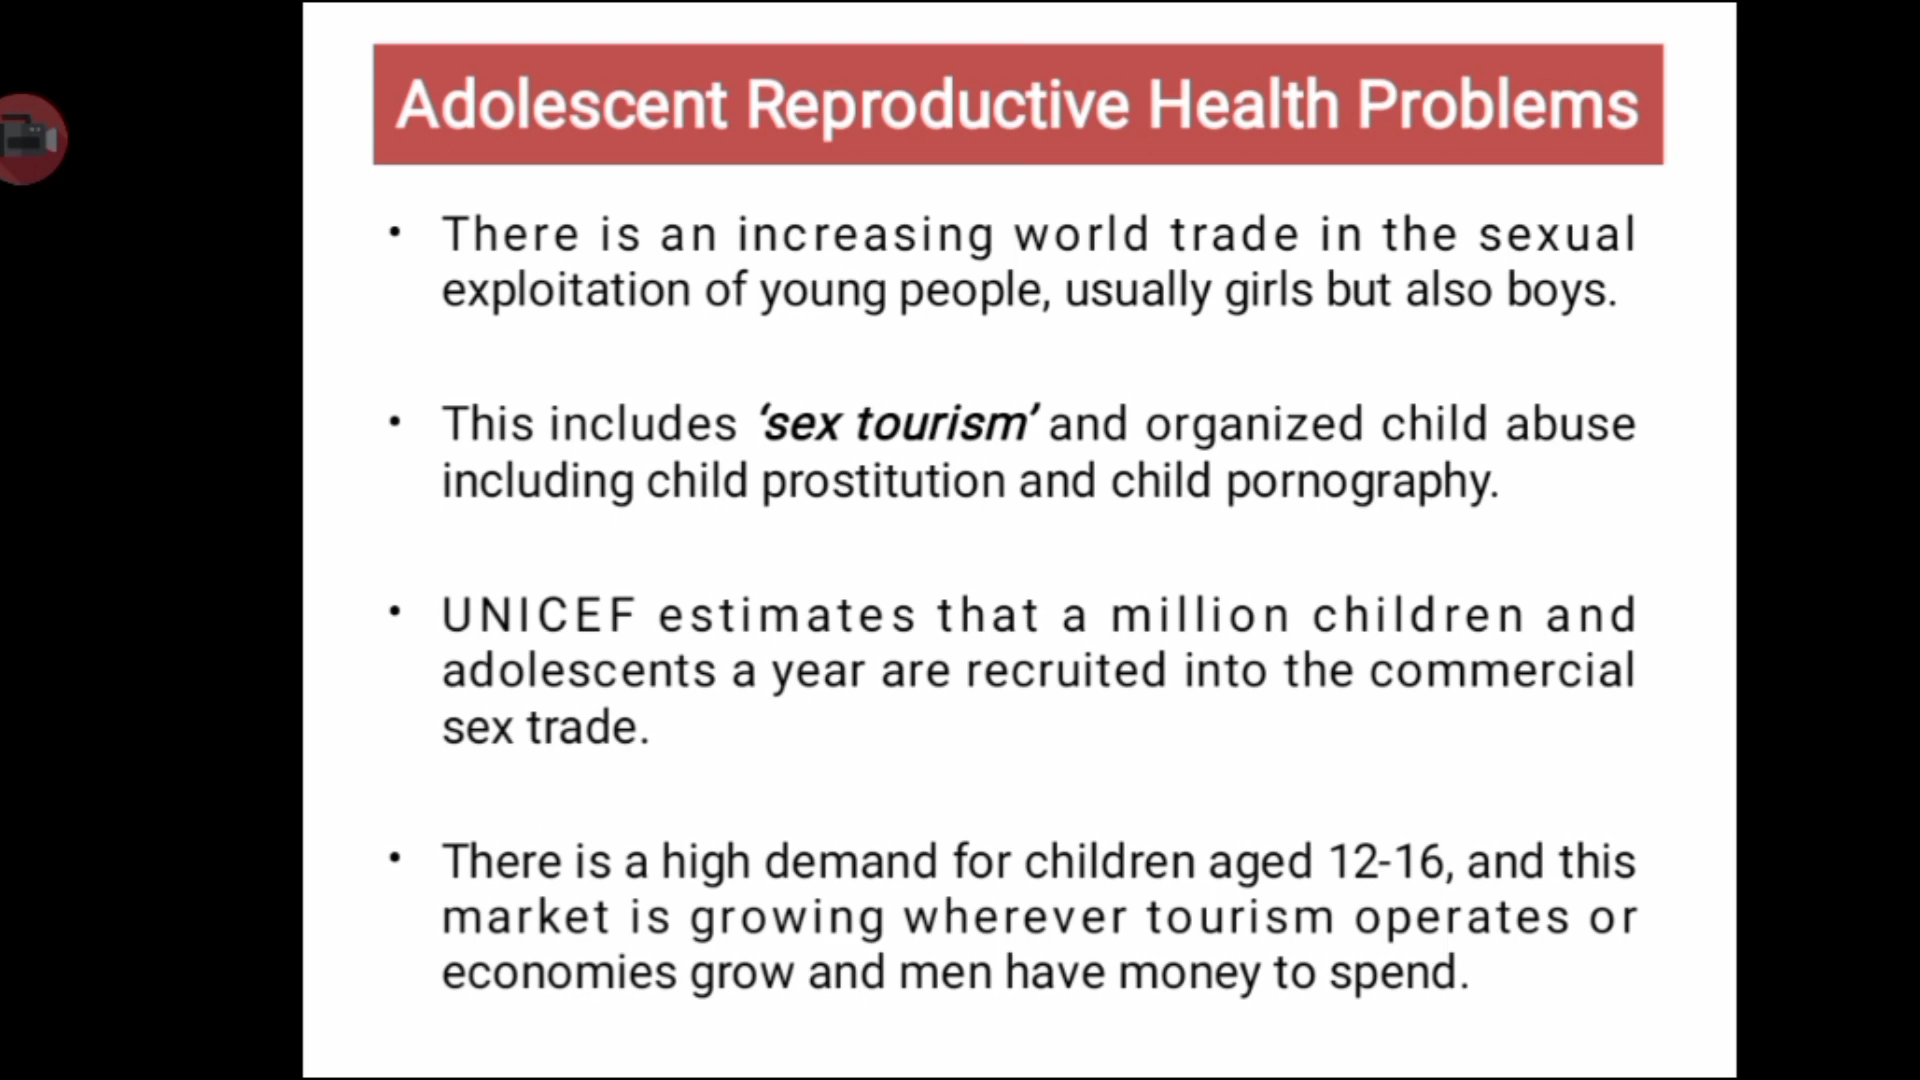 Adolescent Reproductive Health Problems
• There is an increasing world trade in the sexual
exploitation of young people, usually girls but also boys.
• This includes ‘sex tourism’ and organized child abuse
including child prostitution and child pornography.
• UNICEF estimates that a million children and
adolescents a year are recruited into the commercial
sex trade.
• There is a high demand for children aged 12-16, and this
market is growing wherever tourism operates or
economies grow and men have money to spend.